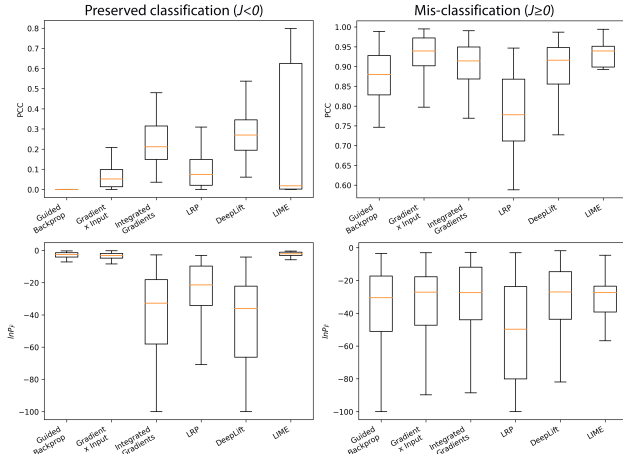 Preserved classification (J<0)
Mis-classification (J≥0)
PCC
0.8
0.7
0.6
0.5
0.4
0.3
0.2
0.1
0.0
Guided
Backprop
Gradient
x Input
Integrated
Gradients
LRP
DeepLift
LIME
PCC
1.00
0.95
0.90
0.85
0.80
0.75
0.70
0.65
0.60
Guided
Backprop
Gradient
x Input
Integrated
Gradients
LRP
DeepLift
LIME
lnPF
0
−20
−40
−60
−80
−100
Guided
Backprop
Gradient
x Input
Integrated
Gradients
LRP
DeepLift
LIME
lnPF
0
−20
−40
−60
−80
−100
Guided
Backprop
Gradient
x Input
Integrated
Gradients
LRP
DeepLift
LIME